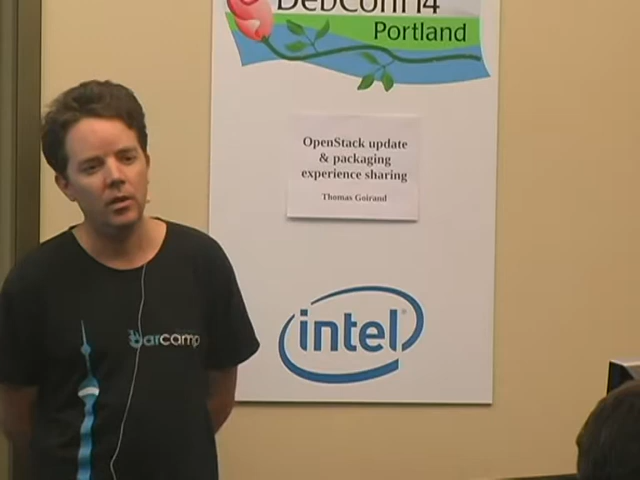 DebConf14
Portland
OpenStack update
& packaging
experience sharing
Thomas Goirand
intel
barcamp